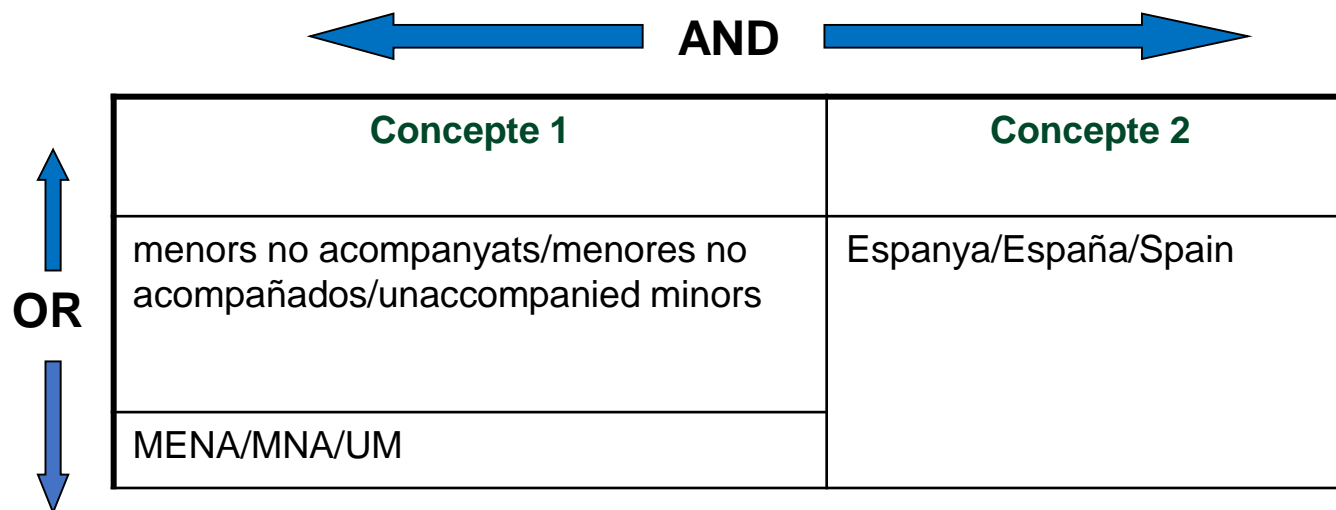 AND
Concepte 1
Concepte 2
menors no acompanyats/menores no
acompañados/unaccompanied minors
Espanya/España/Spain
OR
MENA/MNA/UM